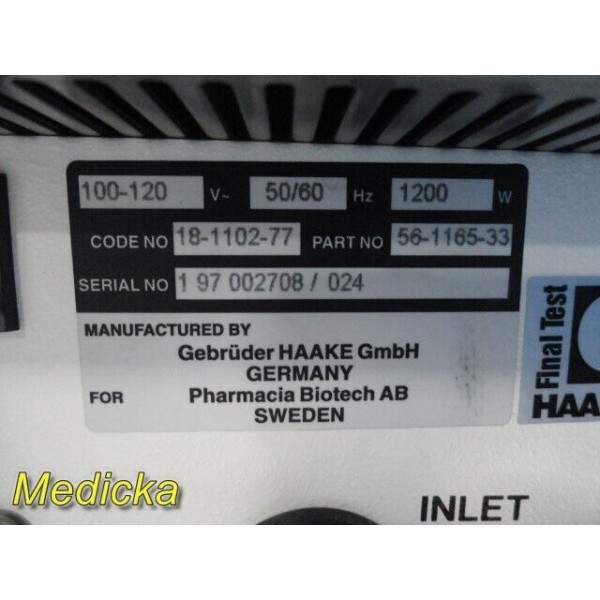 100-120 V~ 50/60 Hz 1200 W
CODE NO 18-1102-77 PART NO 56-1165-33
SERIAL NO 1 97 002708 / 024
MANUFACTURED BY
Gebrüder HAAKE GmbH
GERMANY
FOR Pharmacia Biotech AB
SWEDEN
Final Test
Medicka
INLET